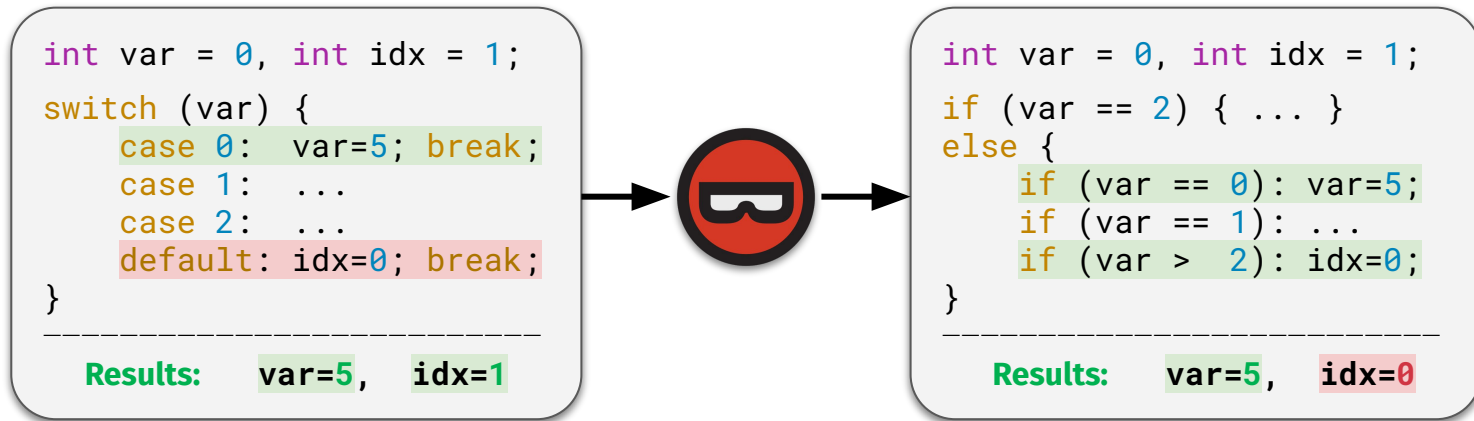 int var = 0, int idx = 1;
switch (var) {
case 0: var=5; break;
case 1: ...
case 2: ...
default: idx=0; break;
}
Results: var=5, idx=1
int var = 0, int idx = 1;
if (var == 2) { ... }
else {
if (var == 0): var=5;
if (var == 1): ...
if (var > 2): idx=0;
}
Results: var=5, idx=0